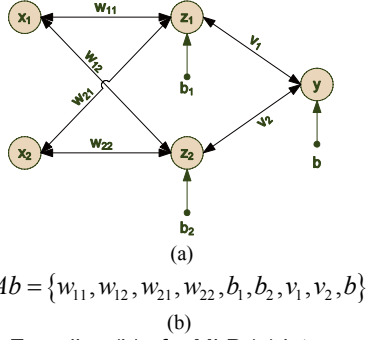 x1 w11 z1
w12 v1
b1
w21 y
v2
x2 w22 z2 b
b2
(a)
Ab = {w11, w12, w21, w22, b1, b2, v1, v2, b}
(b)